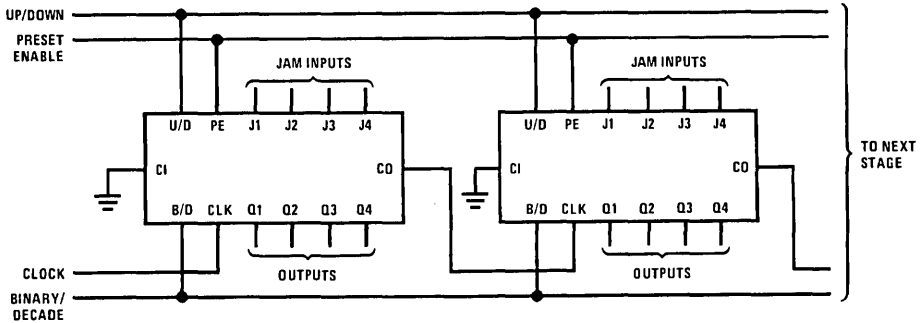 UP/DOWN
PRESET
ENABLE
JAM INPUTS
JAM INPUTS
U/D PE J1 J2 J3 J4
U/D PE J1 J2 J3 J4
CI CO
CI CO
TO NEXT
STAGE
B/D CLK Q1 Q2 Q3 Q4
B/D CLK Q1 Q2 Q3 Q4
CLOCK
OUTPUTS
OUTPUTS
BINARY/
DECADE